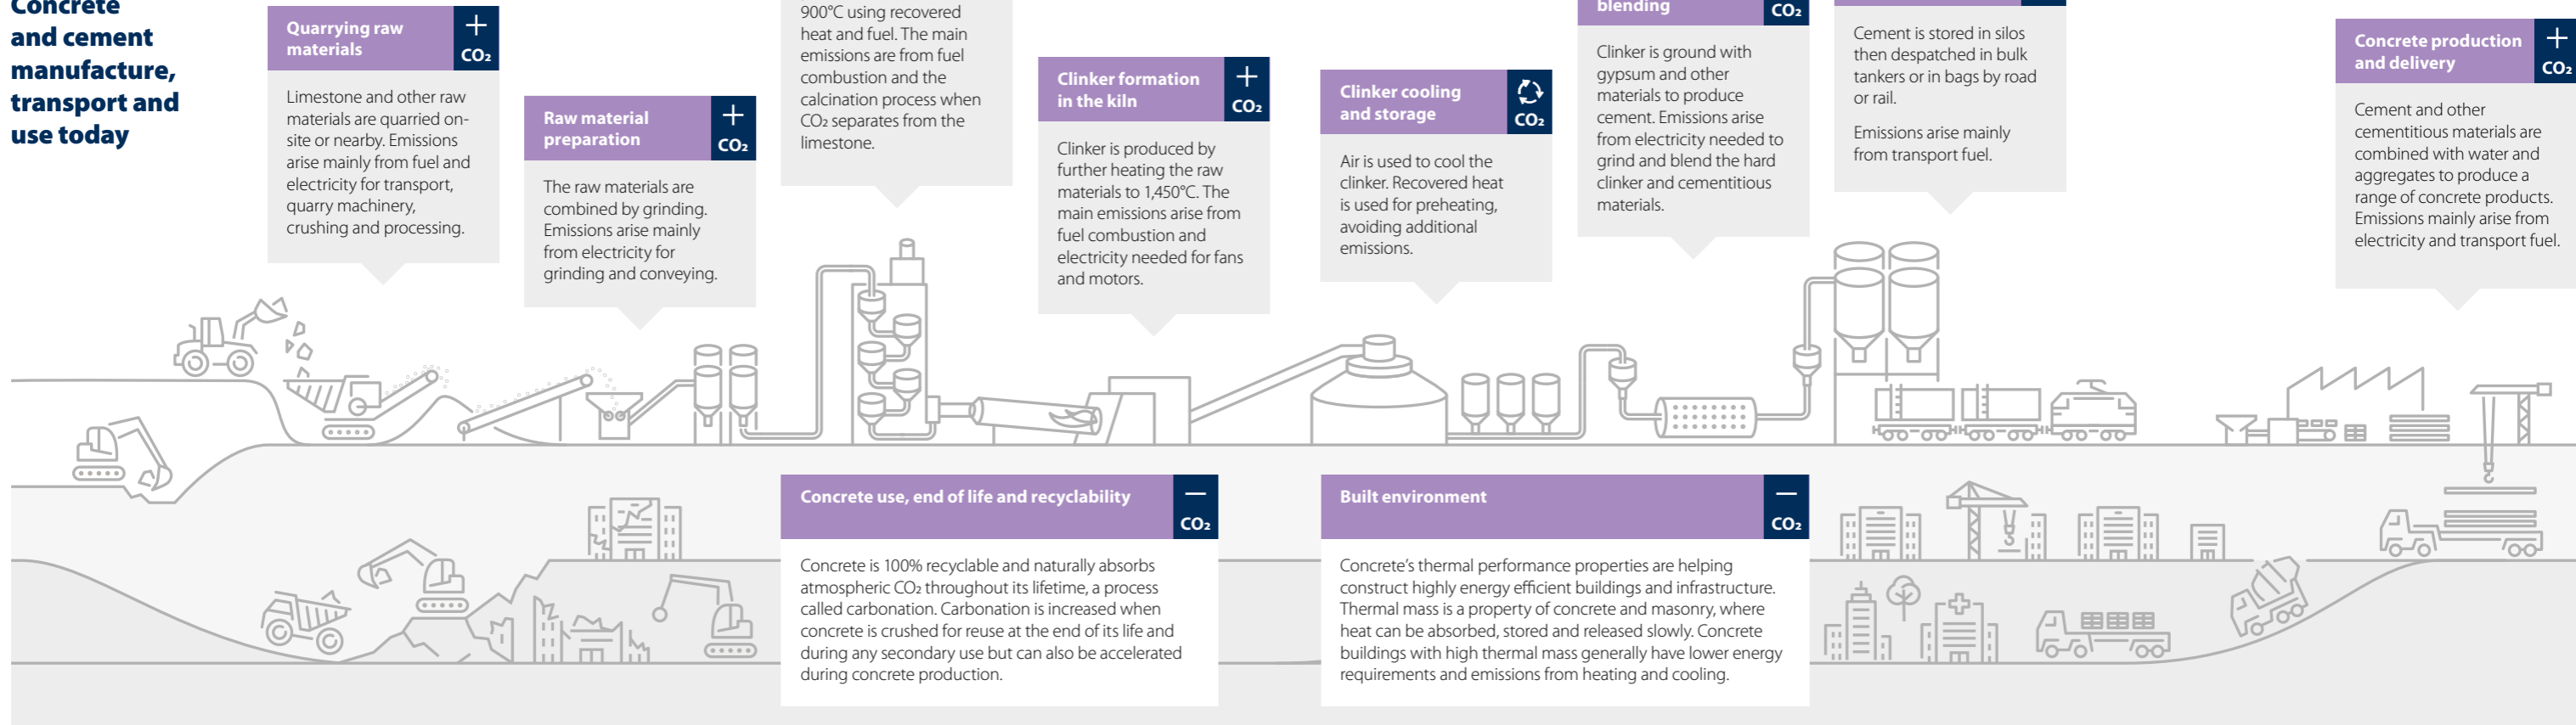 Concrete
and cement
manufacture,
transport and
use today
Quarrying raw
materials
+
CO₂
Limestone and other raw
materials are quarried on-
site or nearby. Emissions
arise mainly from fuel and
electricity for transport,
quarry machinery,
crushing and processing.
Raw material
preparation
+
CO₂
The raw materials are
combined by grinding.
Emissions arise mainly
from electricity for
grinding and conveying.
900°C using recovered
heat and fuel. The main
emissions are from fuel
combustion and the
calcination process when
CO₂ separates from the
limestone.
Clinker formation
in the kiln
+
CO₂
Clinker is produced by
further heating the raw
materials to 1,450°C. The
main emissions arise from
fuel combustion and
electricity needed for fans
and motors.
Clinker cooling
and storage
CO₂
Air is used to cool the
clinker. Recovered heat
is used for preheating,
avoiding additional
emissions.
blending
CO₂
Clinker is ground with
gypsum and other
materials to produce
cement. Emissions arise
from electricity needed to
grind and blend the hard
clinker and cementitious
materials.
Cement is stored in silos
then despatched in bulk
tankers or in bags by road
or rail.
Emissions arise mainly
from transport fuel.
Concrete production
and delivery
+
CO₂
Cement and other
cementitious materials are
combined with water and
aggregates to produce a
range of concrete products.
Emissions mainly arise from
electricity and transport fuel.
Concrete use, end of life and recyclability
—
CO₂
Concrete is 100% recyclable and naturally absorbs
atmospheric CO₂ throughout its lifetime, a process
called carbonation. Carbonation is increased when
concrete is crushed for reuse at the end of its life and
during any secondary use but can also be accelerated
during concrete production.
Built environment
—
CO₂
Concrete’s thermal performance properties are helping
construct highly energy efficient buildings and infrastructure.
Thermal mass is a property of concrete and masonry, where
heat can be absorbed, stored and released slowly. Concrete
buildings with high thermal mass generally have lower energy
requirements and emissions from heating and cooling.